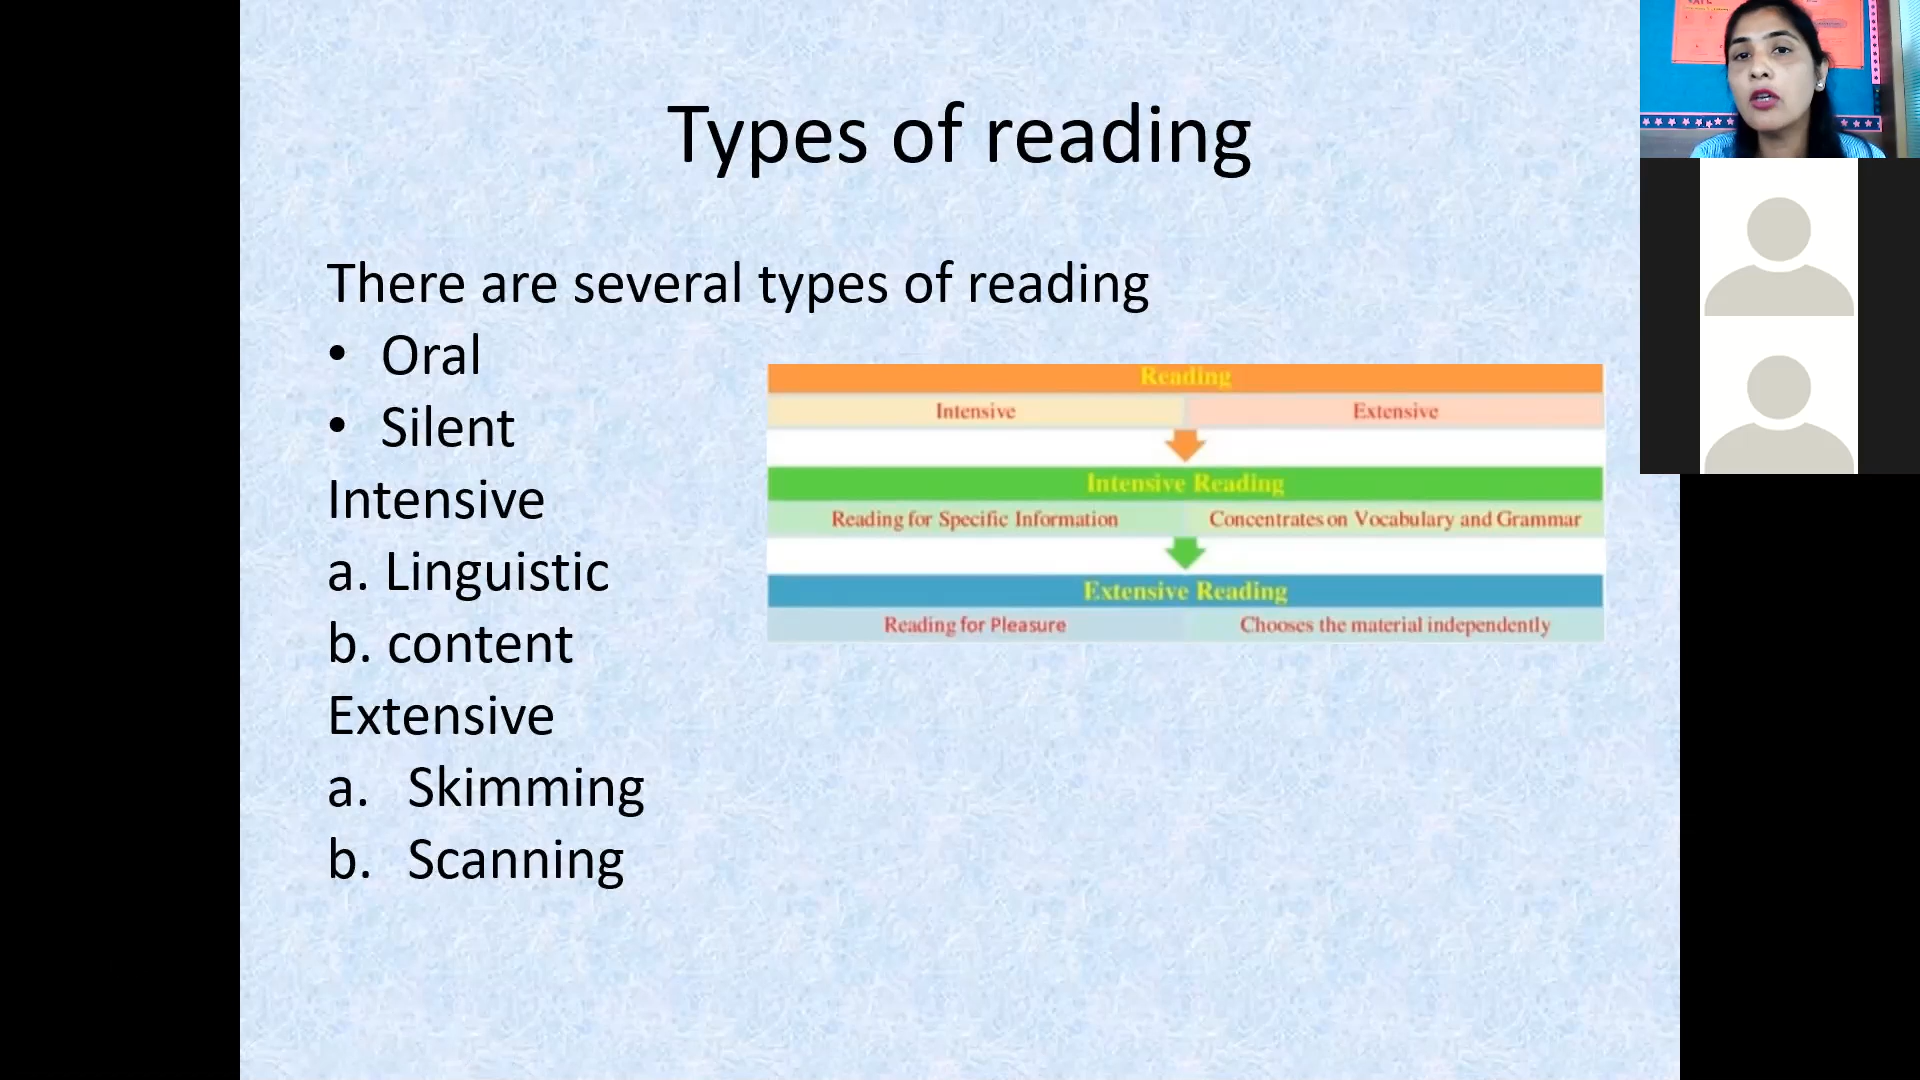 Types of reading
There are several types of reading
• Oral
• Silent
Intensive
a. Linguistic
b. content
Extensive
a. Skimming
b. Scanning
Reading
Intensive Extensive
Intensive Reading
Reading for Specific Information Concentrates on Vocabulary and Grammar
Extensive Reading
Reading for Pleasure Chooses the material independently